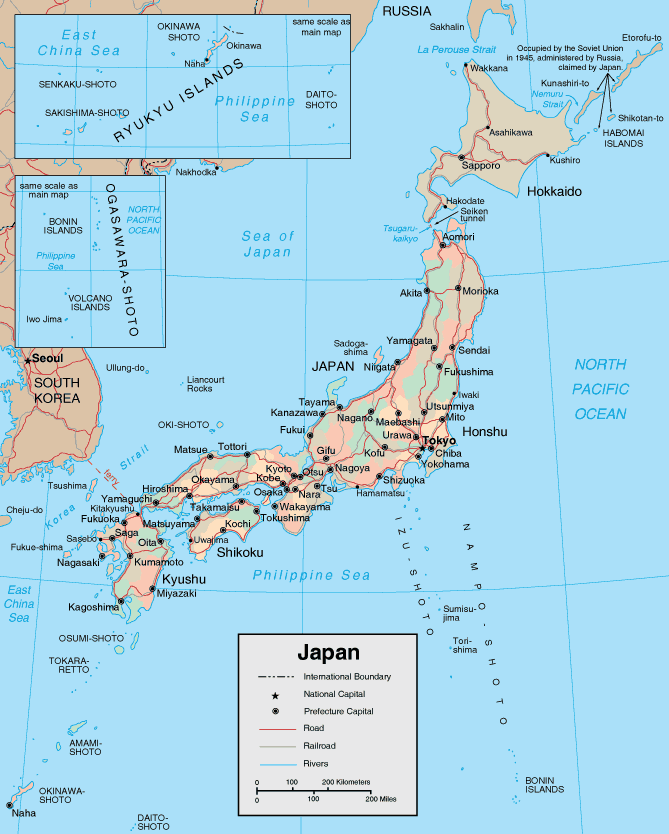 RUSSIA
Sakhalin
Etorofu-to
La Perouse Strait
Occupied by the Soviet Union
in 1945, administered by Russia,
claimed by Japan.
Wakkana
Kunashiri-to
Nemuru
Strait
Shikotan-to
HABOMAI
ISLANDS
Asahikawa
Sapporo
Kushiro
Hokkaido
Hakodate
Seiken
tunnel
Tsugaru-
kaikyo
Aomori
East
China Sea
OKINAWA
SHOTO
same scale as
main map
Okinawa
Naha
SENKAKU-SHOTO
SAKISHIMA-SHOTO
RYUKYU ISLANDS
Philippine
Sea
DAITO-
SHOTO
Nakhodka
same scale as
main map
OGASAWARA-SHOTO
NORTH
PACIFIC
OCEAN
BONIN
ISLANDS
Philippine
Sea
VOLCANO
ISLANDS
Iwo Jima
Sea of
Japan
Akita
Morioka
Yamagata
Sendai
Sadoga-
shima
Niigata
Fukushima
JAPAN
NORTH
PACIFIC
OCEAN
Seoul
SOUTH
KOREA
Ullung-do
Liancourt
Rocks
OKI-SHOTO
Iwaki
Tayama
Kanazawa
Nagano
Maebashi
Utsunmiya
Mito
Fukui
Urawa
Tokyo
Honshu
Gifu
Kofu
Chiba
Yokohama
Matsue
Tottori
Kyoto
Otsu
Nagoya
Shizuoka
Okayama
Kobe
Osaka
Nara
Tsu
Hamamatsu
Hiroshima
Wakayama
Takamatsu
Tokushima
Yamaguchi
Kitakyushu
Matsuyama
Kochi
Tsushima
Korea Strait
ferry
Cheju-do
Fukuoka
Saga
Sasebo
Oita
Uwajima
Shikoku
Fukue-shima
Nagasaki
Kumamoto
Kyushu
Miyazaki
Kagoshima
Philippine Sea
IZU-SHOTO
NAMPO-SHOTO
East
China
Sea
Sumisu-
jima
Tori-
shima
OSUMI-SHOTO
TOKARA-
RETTO
AMAMI-
SHOTO
OKINAWA-
SHOTO
Naha
DAITO-
SHOTO
BONIN
ISLANDS
Japan
International Boundary
National Capital
Prefecture Capital
Road
Railroad
Rivers
0 100 200 Kilometers
0 100 200 Miles